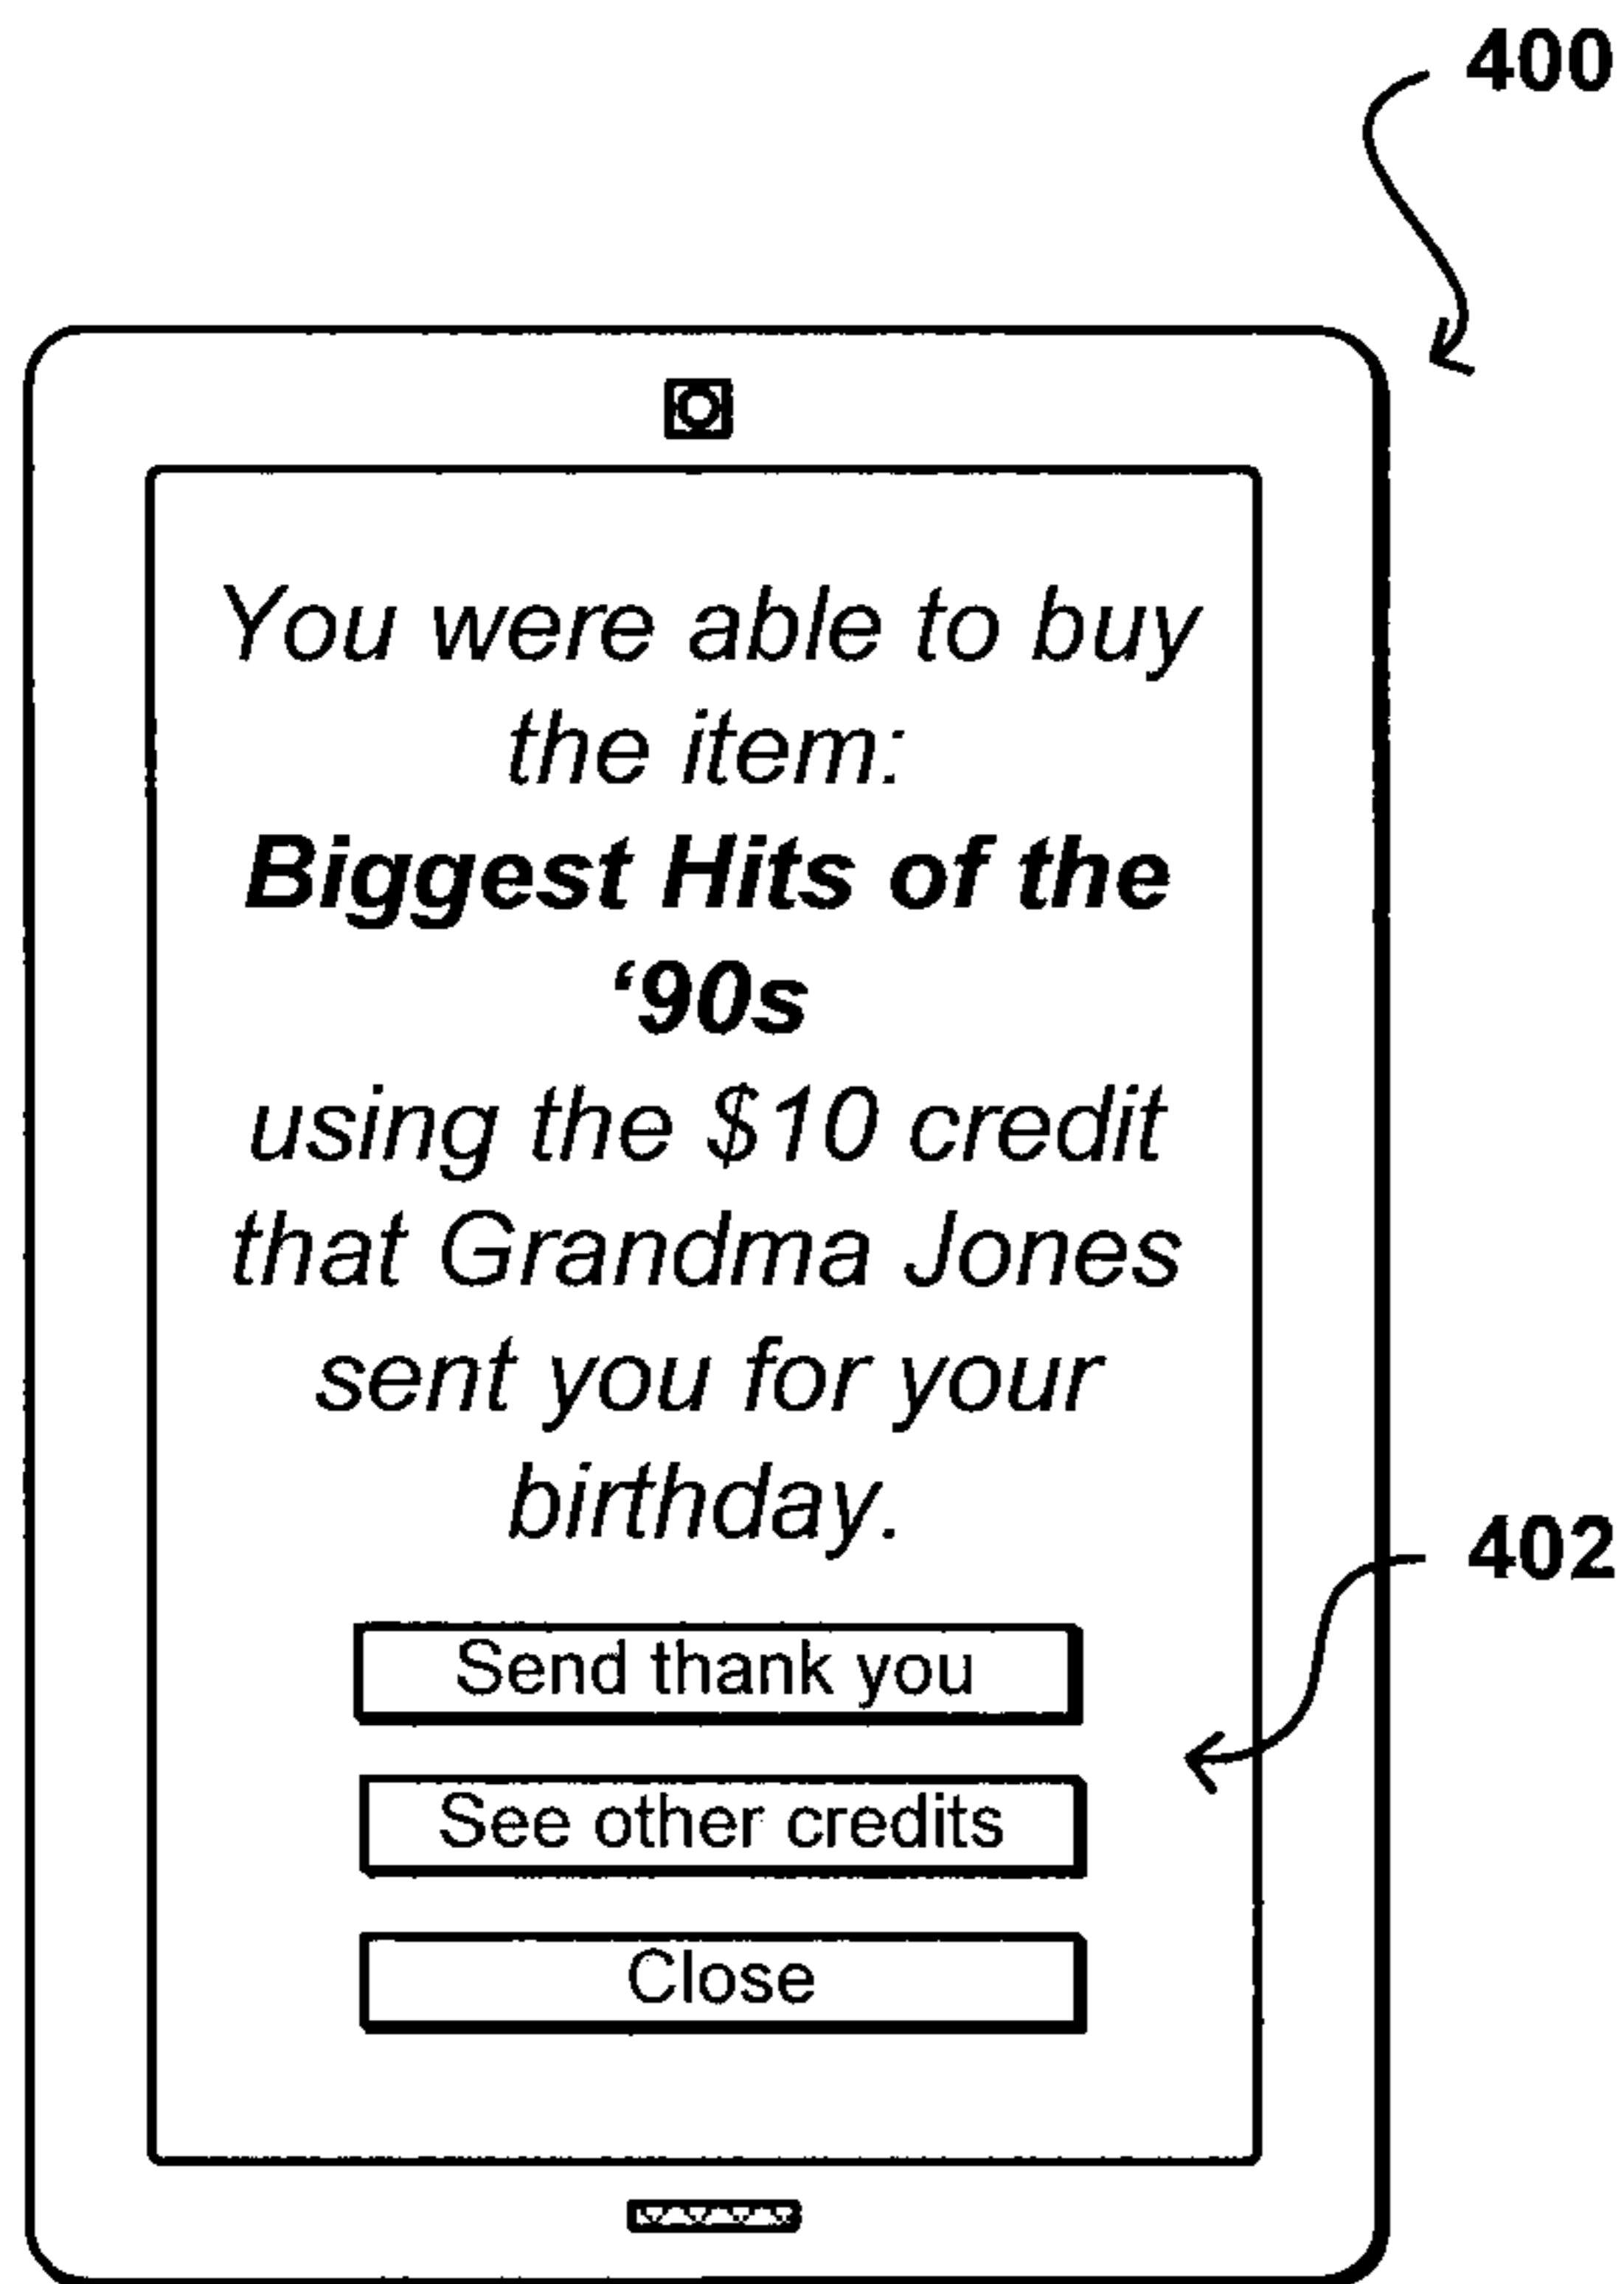 400
You were able to buy
the item:
Biggest Hits of the
‘90s
using the $10 credit
that Grandma Jones
sent you for your
birthday.
402
Send thank you
See other credits
Close